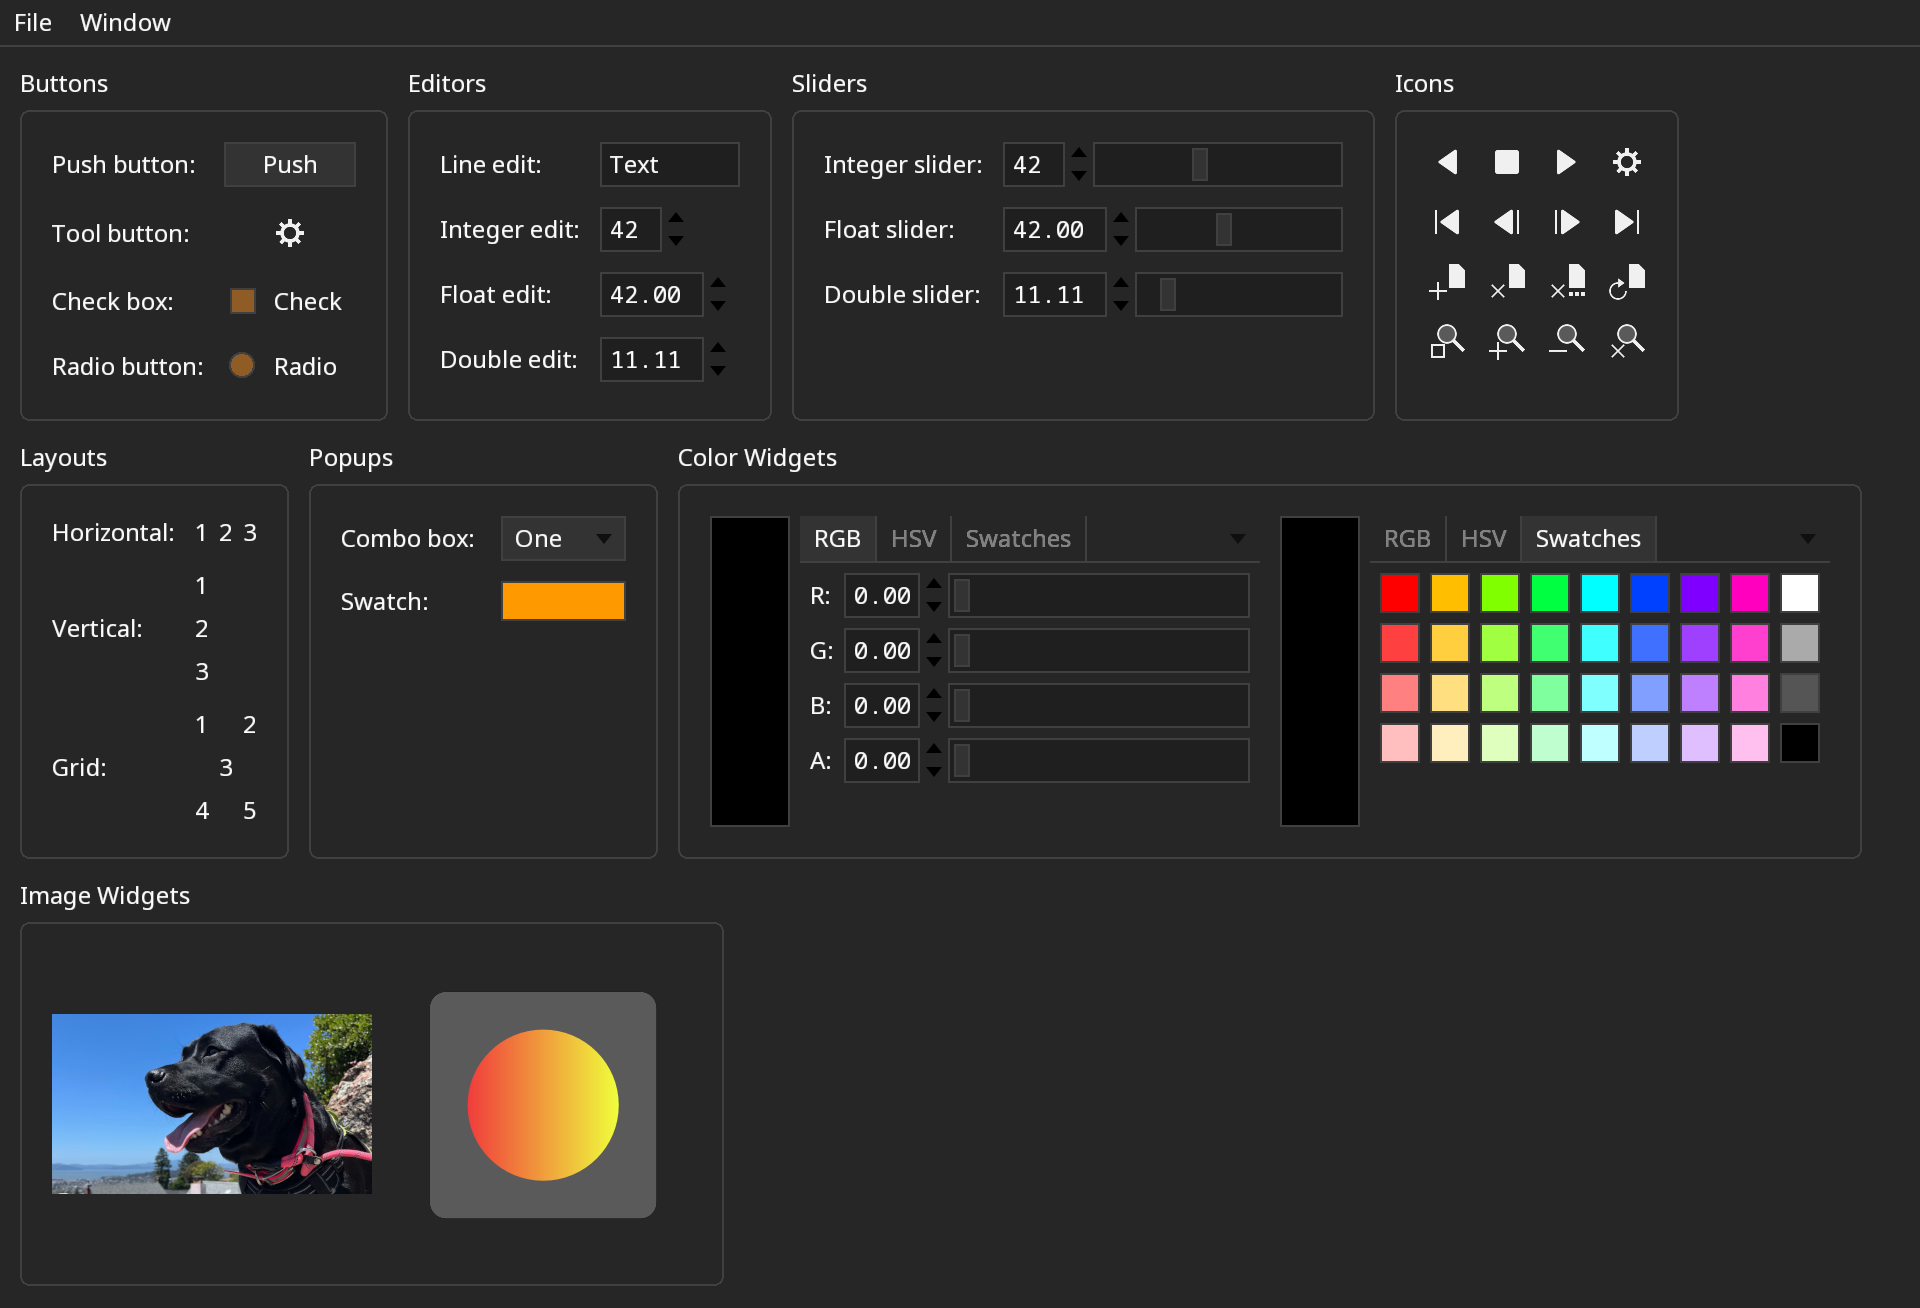 File Window
Buttons
Push button: Push
Tool button:
Check box: Check
Radio button: Radio
Editors
Line edit: Text
Integer edit: 42
Float edit: 42.00
Double edit: 11.11
Sliders
Integer slider: 42
Float slider: 42.00
Double slider: 11.11
Icons
Layouts
Horizontal: 1 2 3
1
Vertical: 2
3
1 2
Grid: 3
4 5
Popups
Combo box: One
Swatch:
Color Widgets
RGB HSV Swatches
R: 0.00
G: 0.00
B: 0.00
A: 0.00
RGB HSV Swatches
Image Widgets